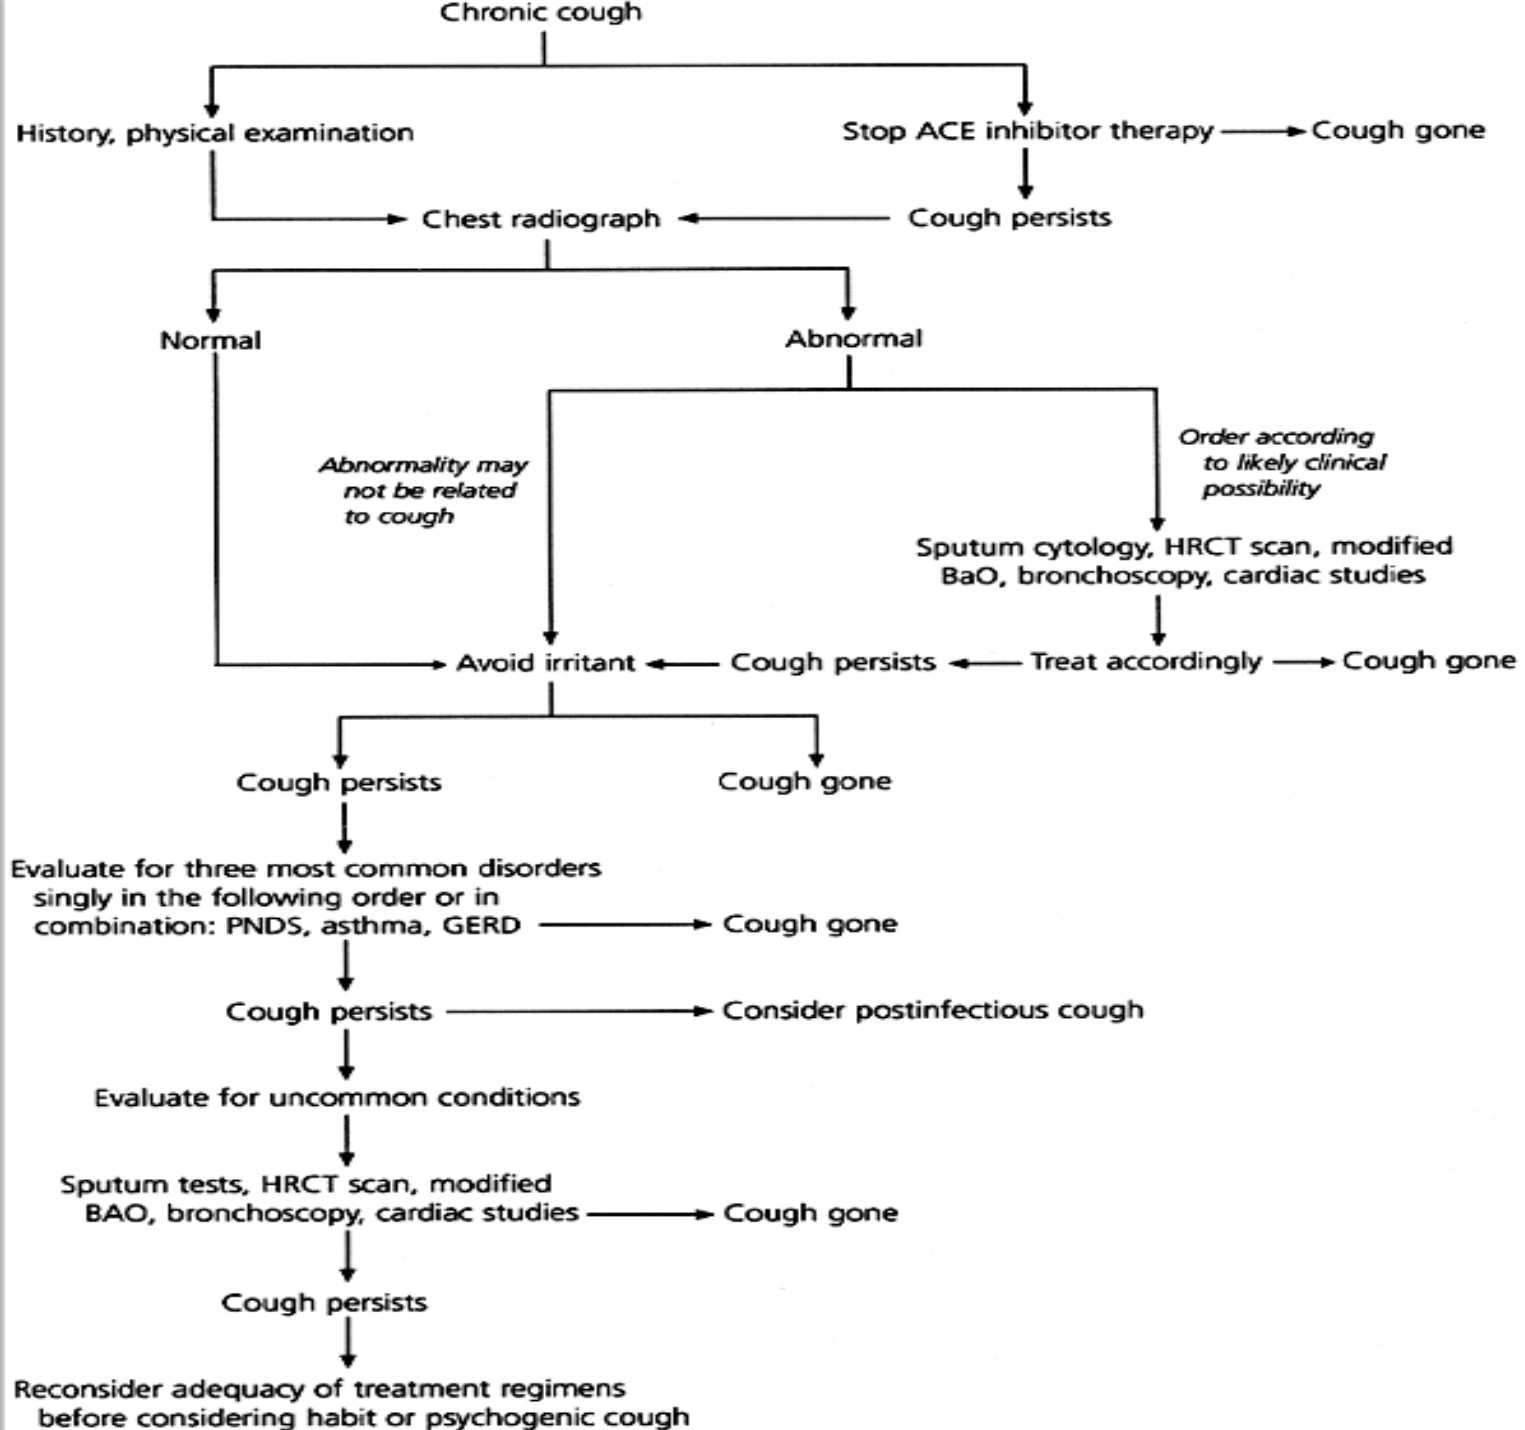 Chronic cough
History, physical examination
Stop ACE inhibitor therapy
Cough gone
Chest radiograph
Cough persists
Normal
Abnormal
Abnormality may
not be related
to cough
Order according
to likely clinical
possibility
Sputum cytology, HRCT scan, modified
BaO, bronchoscopy, cardiac studies
Avoid irritant
Cough persists
Treat accordingly
Cough gone
Cough persists
Cough gone
Evaluate for three most common disorders
singly in the following order or in
combination: PNDS, asthma, GERD
Cough gone
Cough persists
Consider postinfectious cough
Evaluate for uncommon conditions
Sputum tests, HRCT scan, modified
BAO, bronchoscopy, cardiac studies
Cough gone
Cough persists
Reconsider adequacy of treatment regimens
before considering habit or psychogenic cough